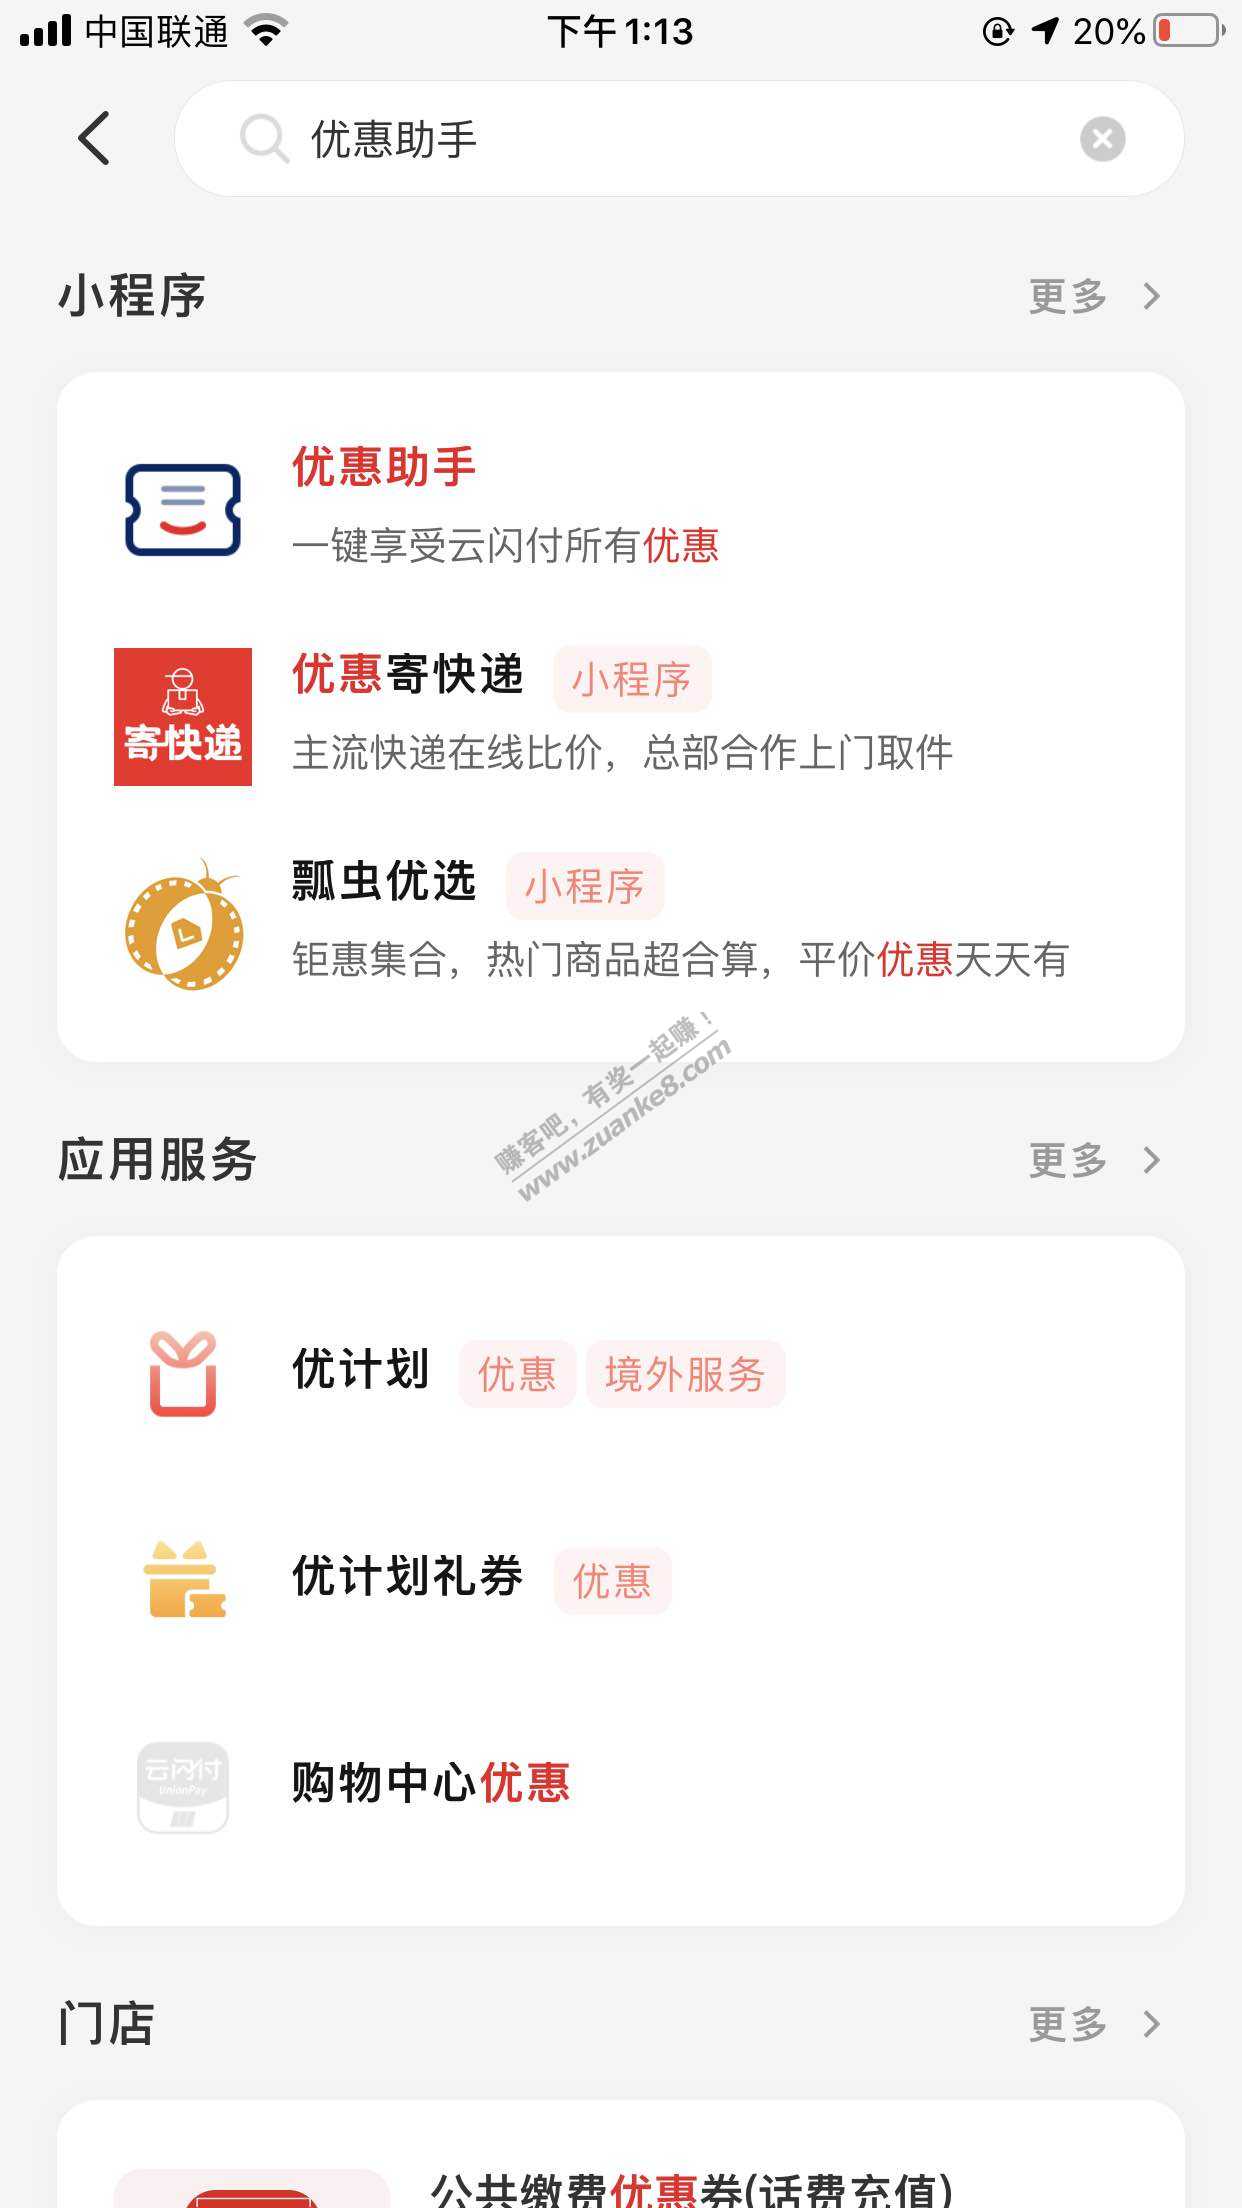 中国联通 下午 1:13 20%
优惠助手
小程序 更多
优惠助手
一键享受云闪付所有优惠
优惠寄快递 小程序
寄快递
主流快递在线比价，总部合作上门取件
瓢虫优选 小程序
钜惠集合，热门商品超合算，平价优惠天天有
赚客吧，有奖一起赚！
www.zuanke8.com
应用服务 更多
优计划 优惠 境外服务
优计划礼券 优惠
云闪付
UnionPay
购物中心优惠
门店 更多
公共缴费优惠券(话费充值)